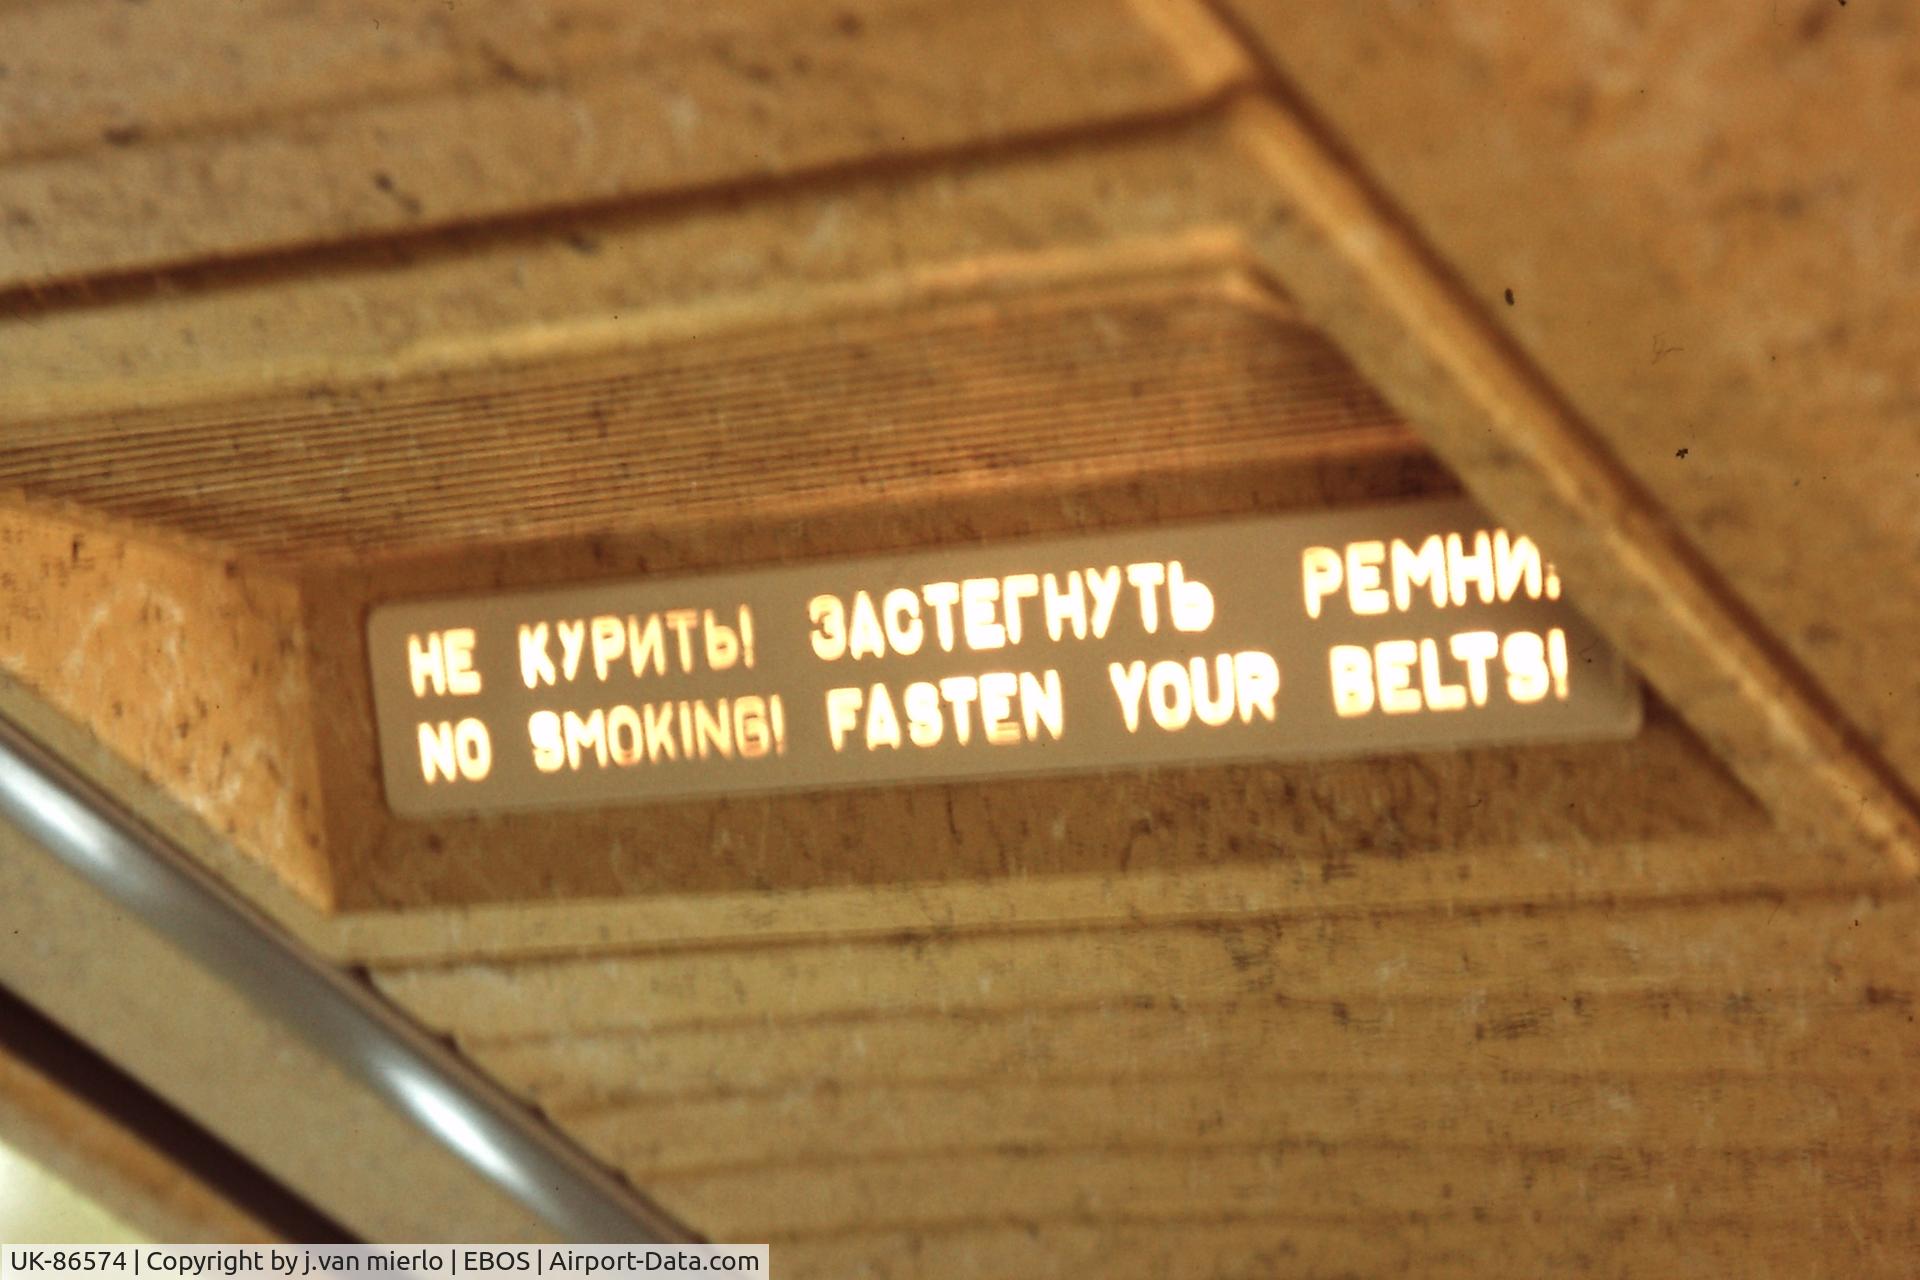 НЕ КУРИТЬ! ЗАСТЕГНУТЬ РЕМНИ!
NO SMOKING! FASTEN YOUR BELTS!
UK-86574 | Copyright by j.van mierlo | EBOS | Airport-Data.com